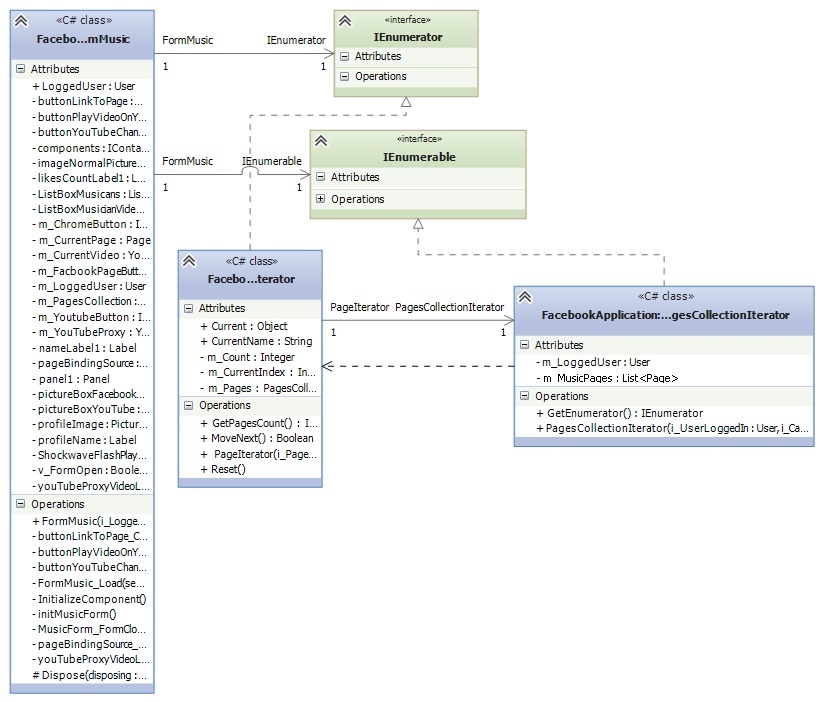 «C# class»
Facebo...mMusic
Attributes
+ LoggedUser : User
- buttonLinkToPage :...
- buttonPlayVideoOnY...
- buttonYouTubeChan...
- components : IConta...
- imageNormalPicture...
- likesCountLabel1 : L...
- ListBoxMusicans : Lis...
- ListBoxMusicianVide...
- m_ChromeButton : I...
- m_CurrentPage : Page
- m_CurrentVideo : Yo...
- m_FacbookPageButt...
- m_LoggedUser : User
- m_PagesCollection :...
- m_YoutubeButton : I...
- m_YouTubeProxy : Y...
- nameLabel1 : Label
- pageBindingSource :...
- panel1 : Panel
- pictureBoxFacebook...
- pictureBoxYouTube :...
- profileImage : Pictur...
- profileName : Label
- ShockwaveFlashPlay...
- v_FormOpen : Boole...
- youTubeProxyVideoL...
Operations
+ FormMusic(i_Logge...
- buttonLinkToPage_C...
- buttonPlayVideoOnY...
- buttonYouTubeChan...
- FormMusic_Load(se...
- InitializeComponent()
- initMusicForm()
- MusicForm_FormClo...
- pageBindingSource_...
- youTubeProxyVideoL...
# Dispose(disposing :...
FormMusic IEnumerator
1 1
«interface»
IEnumerator
Attributes
Operations
FormMusic IEnumerable
1 1
«interface»
IEnumerable
Attributes
Operations
«C# class»
Facebo...terator
Attributes
+ Current : Object
+ CurrentName : String
- m_Count : Integer
- m_CurrentIndex : In...
- m_Pages : PagesColl...
Operations
+ GetPagesCount() : I...
+ MoveNext() : Boolean
+ PageIterator(i_Page...
+ Reset()
PageIterator PagesCollectionIterator
1 1
«C# class»
FacebookApplication:...gesCollectionIterator
Attributes
- m_LoggedUser : User
- m_MusicPages : List<Page>
Operations
+ GetEnumerator() : IEnumerator
+ PagesCollectionIterator(i_UserLoggedIn : User, i_Ca...